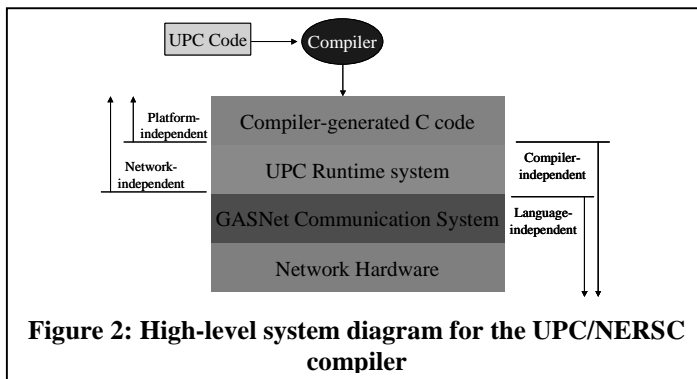 UPC Code
Compiler
Platform-
independent
Network-
independent
Compiler-generated C code
UPC Runtime system
GASNet Communication System
Network Hardware
Compiler-
independent
Language-
independent
Figure 2: High-level system diagram for the UPC/NERSC
compiler